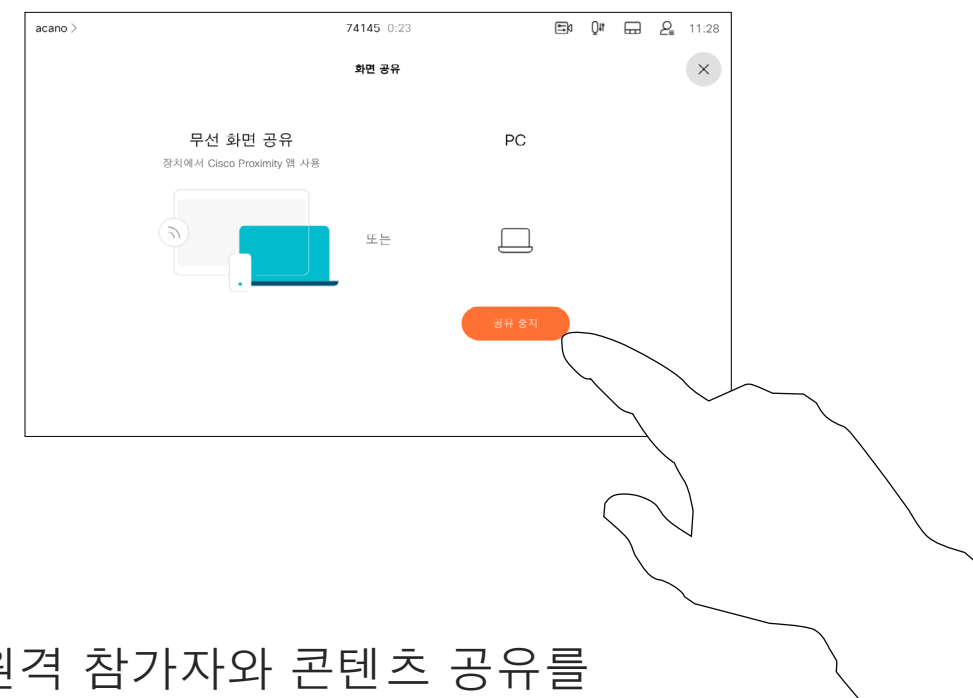 acano >
74145 0:23
11:28
화면 공유
무선 화면 공유
장치에서 Cisco Proximity 앱 사용
또는
PC
공유 중지
참가자와 콘텐츠 공유를